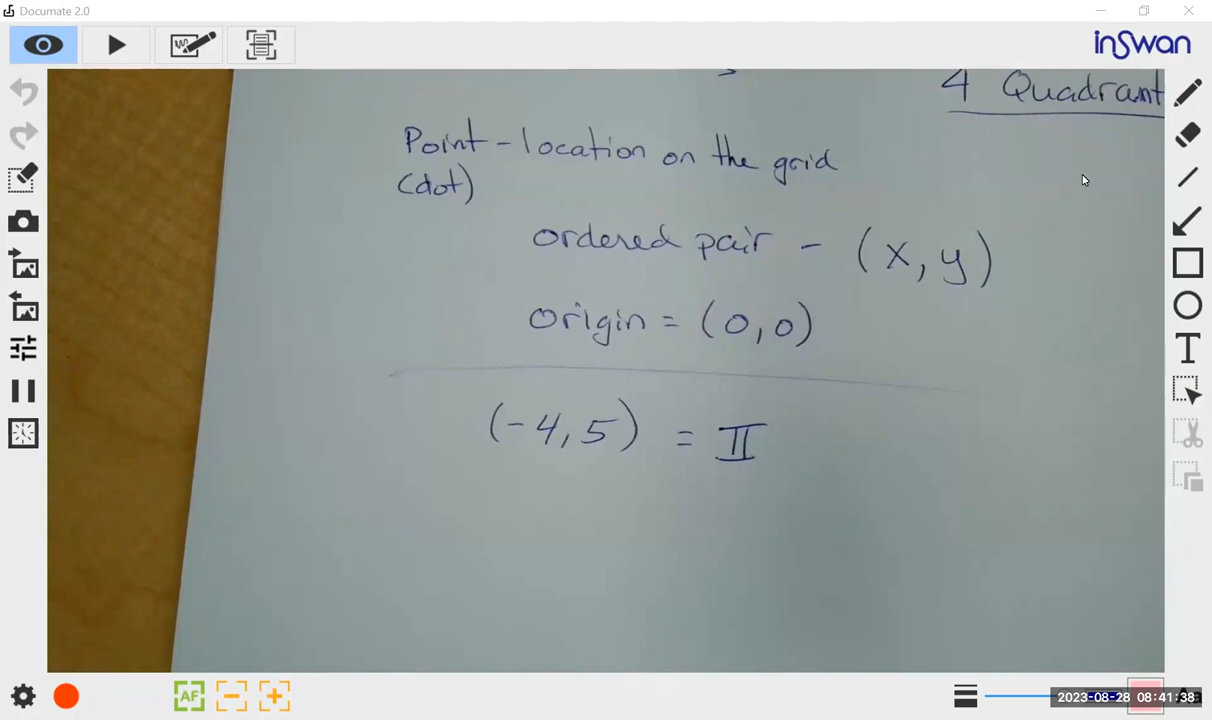 Documate 2.0
inSwan
4 Quadrant
Point - location on the grid
(dot)
ordered pair - (x, y)
origin = (0,0)
(-4, 5) = II
AF
2023-08-28 08:41:38